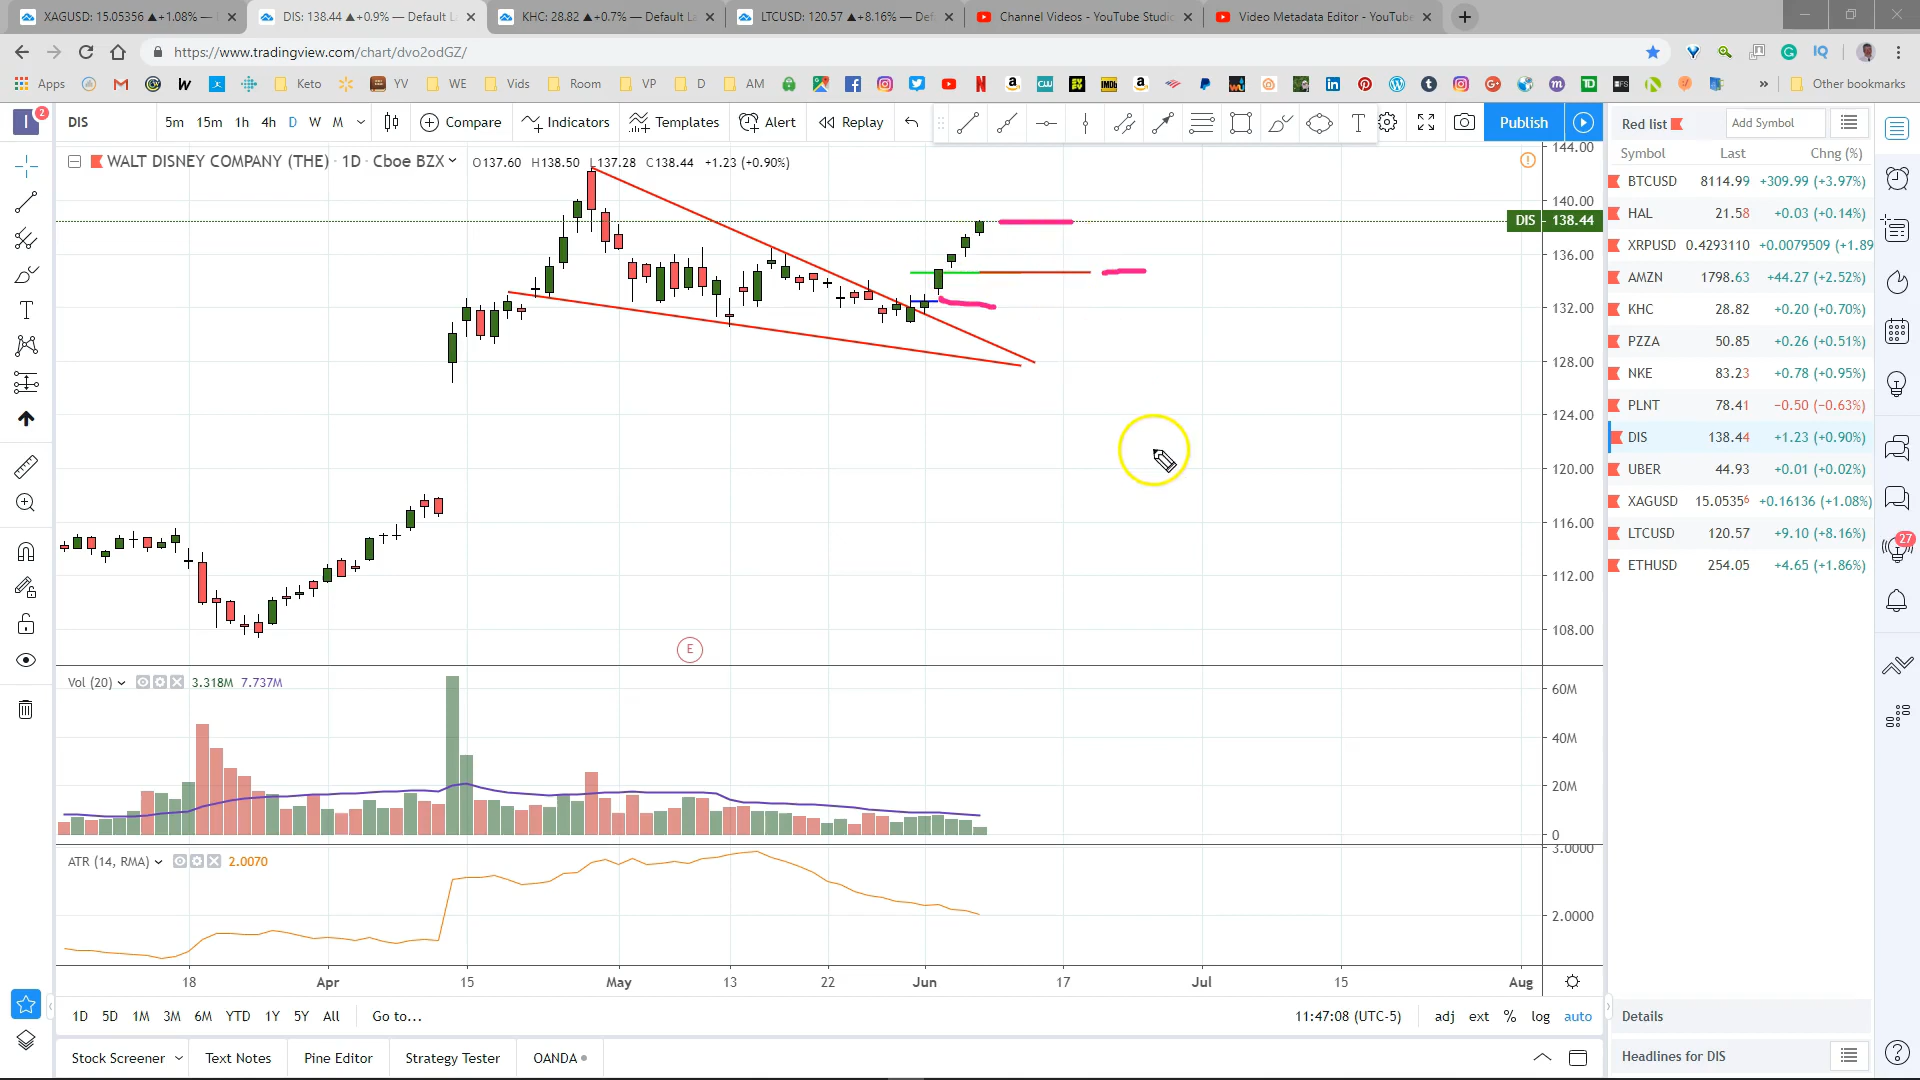 XAGUSD: 15.05356 ▲+1.08% —
DIS: 138.44 ▲+0.9% — Default L
KHC: 28.82 ▲+0.7% — Default L
LTCUSD: 120.57 ▲+8.16% — De
Channel Videos - YouTube Studi
Video Metadata Editor - YouTub
https://www.tradingview.com/chart/dvo2odGZ/
Apps
Keto
YV
WE
Vids
Room
VP
D
AM
Other bookmarks
DIS
5m 15m 1h 4h D W M
Compare
Indicators
Templates
Alert
Replay
Publish
Red list
Add Symbol
WALT DISNEY COMPANY (THE) · 1D · Cboe BZX
O137.60 H138.50 L137.28 C138.44 +1.23 (+0.90%)
Symbol Last Chng (%)
BTCUSD 8114.99 +309.99 (+3.97%)
HAL 21.58 +0.03 (+0.14%)
XRPUSD 0.4293110 +0.0079509 (+1.89
AMZN 1798.63 +44.27 (+2.52%)
KHC 28.82 +0.20 (+0.70%)
PZZA 50.85 +0.26 (+0.51%)
NKE 83.23 +0.78 (+0.95%)
PLNT 78.41 −0.50 (−0.63%)
DIS 138.44 +1.23 (+0.90%)
UBER 44.93 +0.01 (+0.02%)
XAGUSD 15.05356 +0.16136 (+1.08%)
LTCUSD 120.57 +9.10 (+8.16%)
ETHUSD 254.05 +4.65 (+1.86%)
27
2
144.00
140.00
DIS 138.44
136.00
132.00
128.00
124.00
120.00
116.00
112.00
108.00
E
Vol (20) 3.318M 7.737M
60M
40M
20M
0
ATR (14, RMA) 2.0070
3.0000
2.0000
18 Apr 15 May 13 22 Jun 17 Jul 15 Aug
1D 5D 1M 3M 6M YTD 1Y 5Y All Go to...
11:47:08 (UTC-5) adj ext % log auto
Stock Screener Text Notes Pine Editor Strategy Tester OANDA
Details
Headlines for DIS